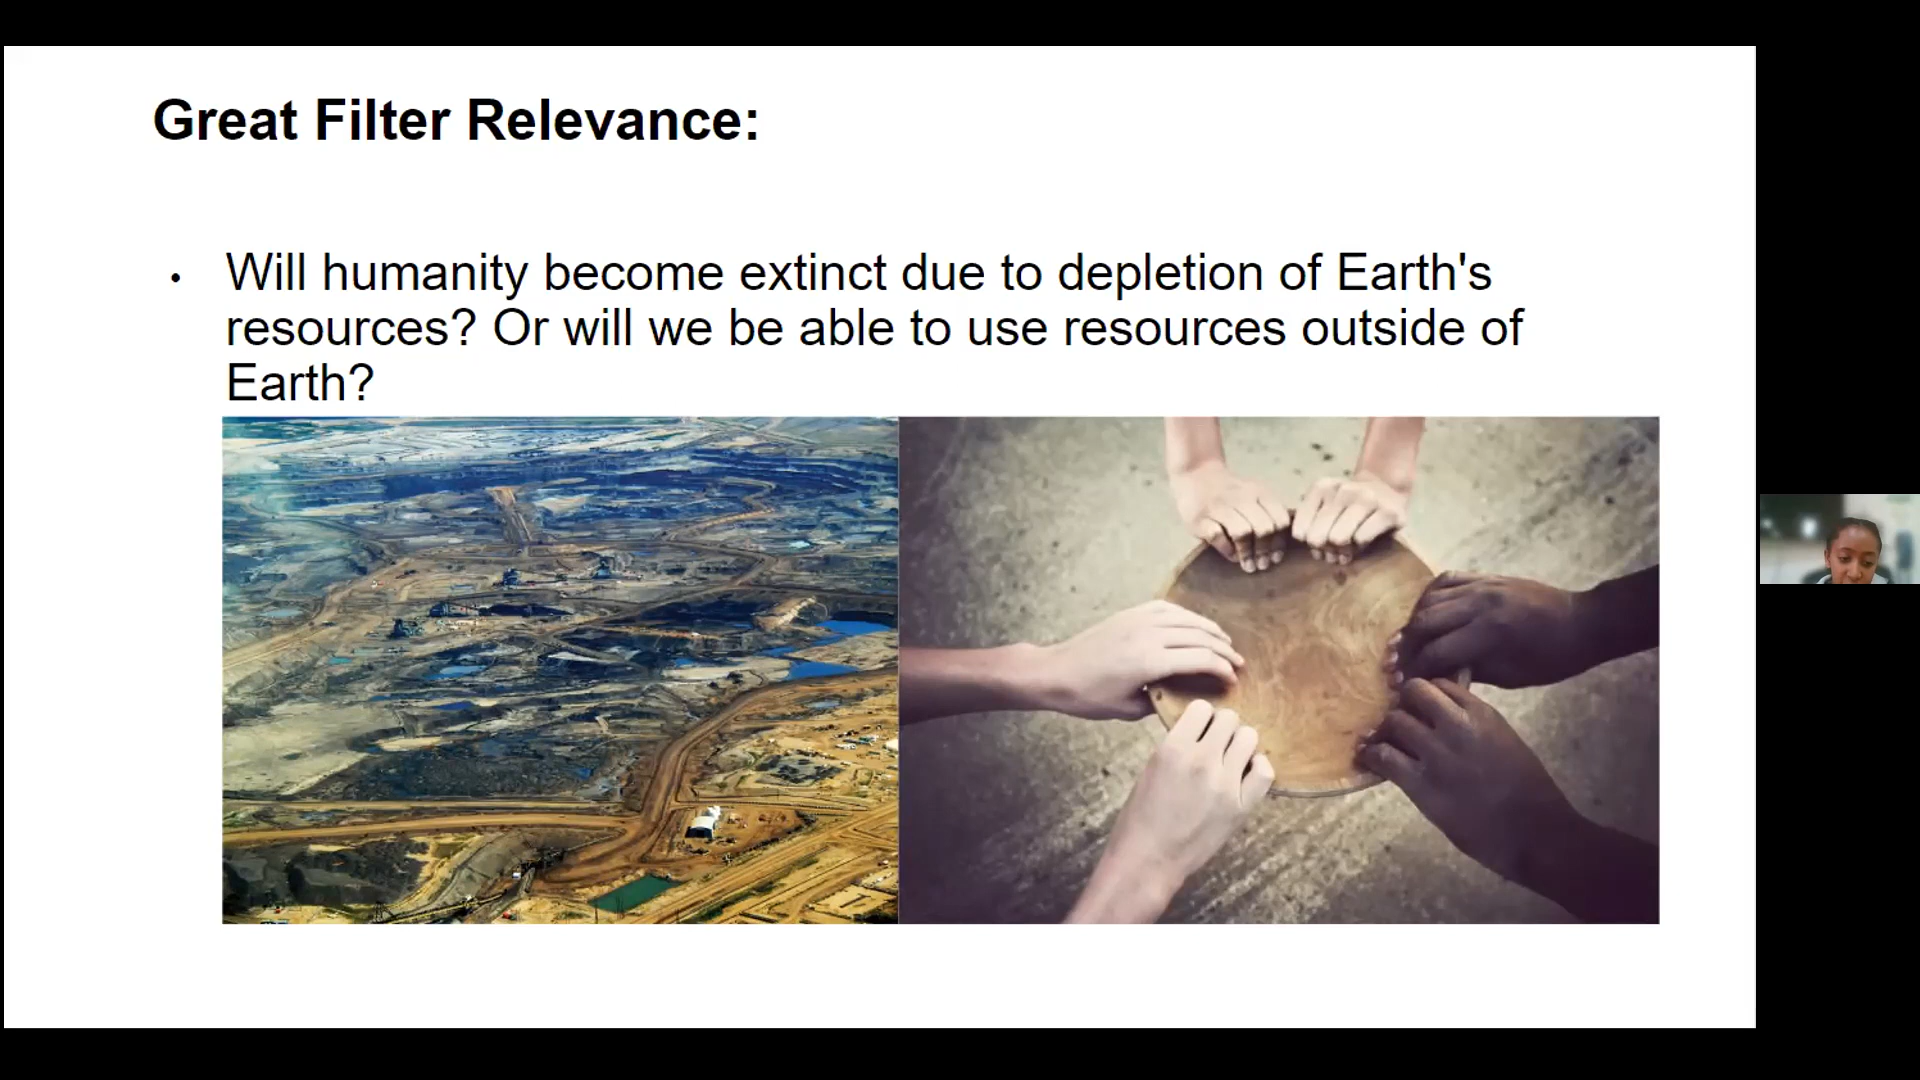 Great Filter Relevance:
• Will humanity become extinct due to depletion of Earth's
resources? Or will we be able to use resources outside of
Earth?